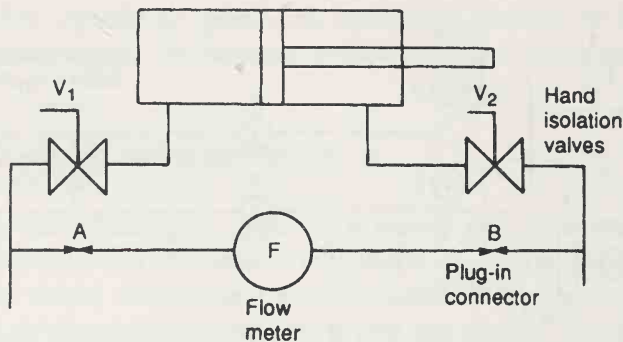 V₁
V₂
Hand
isolation
valves
A
F
B
Flow
meter
Plug-in
connector